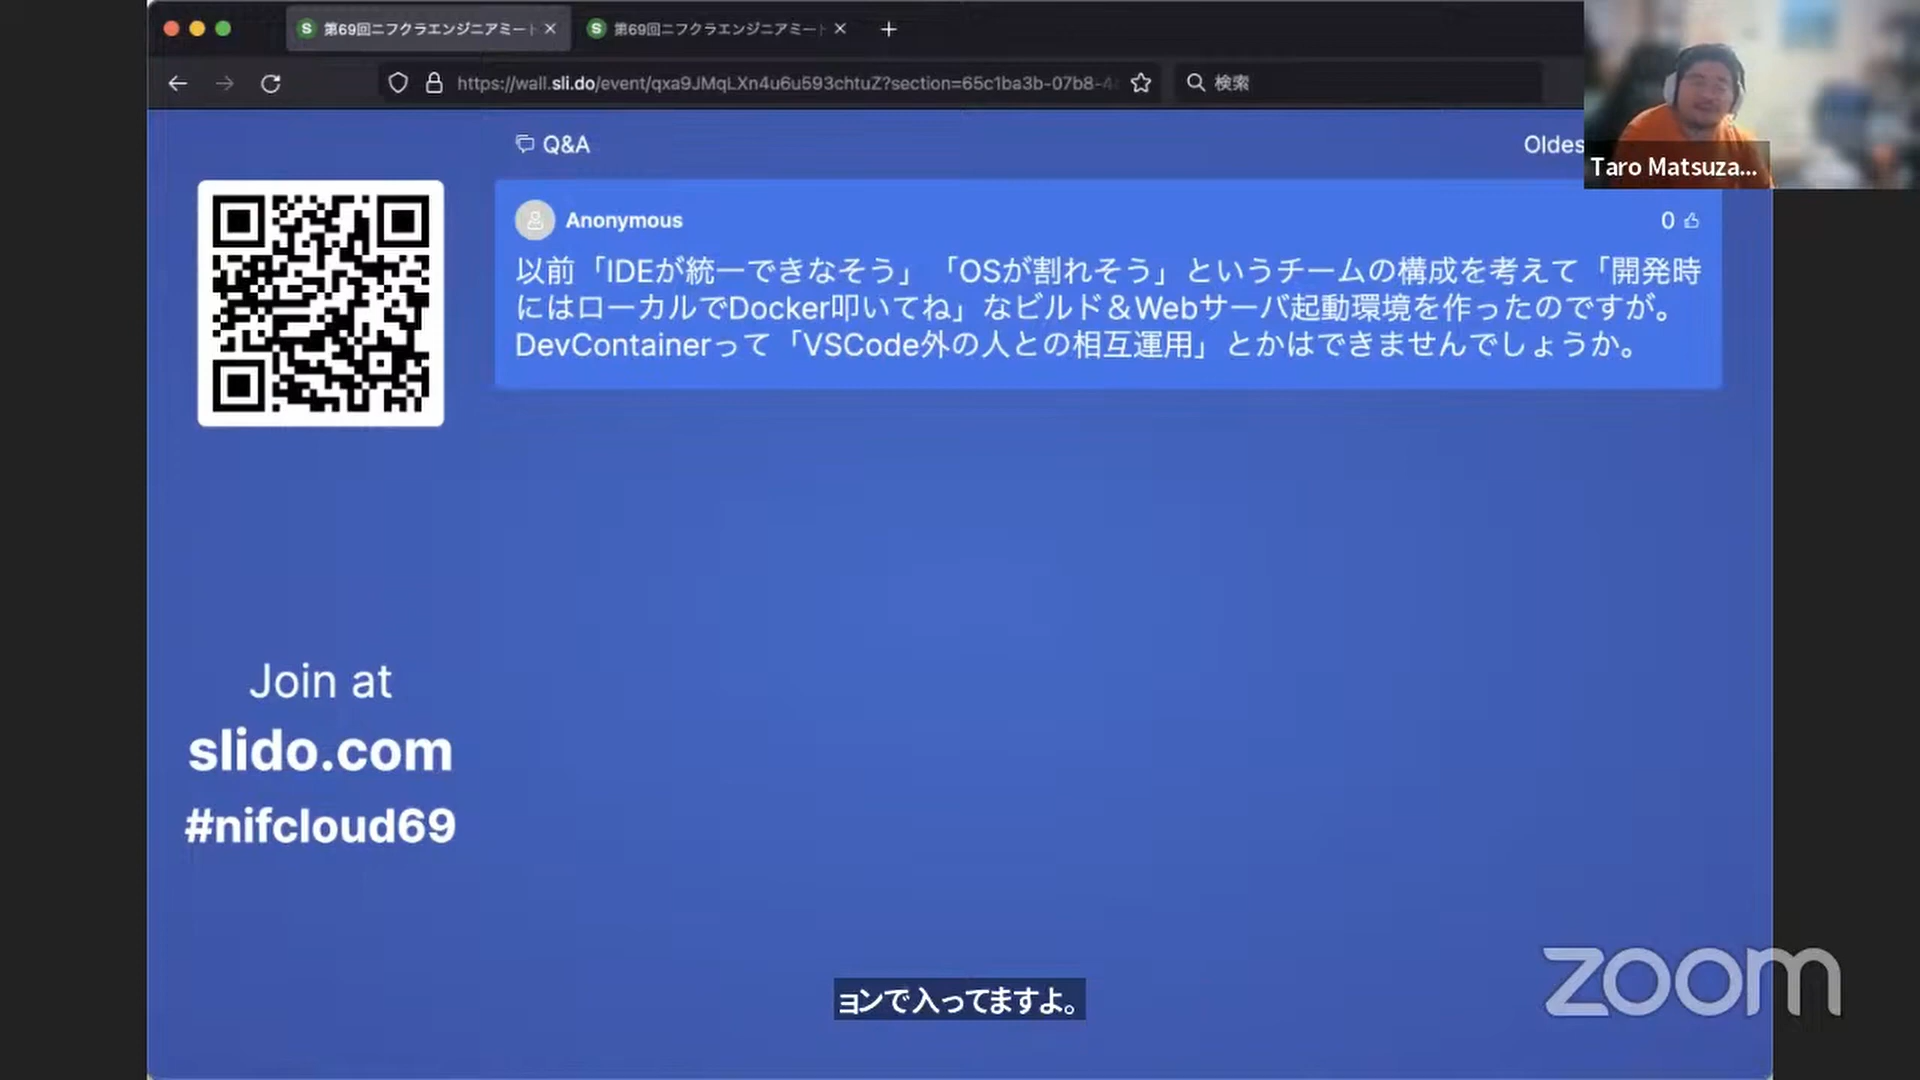 第69回ニフクラエンジニアミート
第69回ニフクラエンジニアミート
https://wall.sli.do/event/qxa9JMqLXn4u6u593chtuZ?section=65c1ba3b-07b8-4
検索
Q&A
Oldes
Taro Matsuza...
Anonymous
0
以前「IDEが統一できなそう」「OSが割れそう」というチームの構成を考えて「開発時
にはローカルでDocker叩いてね」なビルド＆Webサーバ起動環境を作ったのですが。
DevContainerって「VSCode外の人との相互運用」とかはできませんでしょうか。
Join at
slido.com
#nifcloud69
ョンで入ってますよ。
zoom